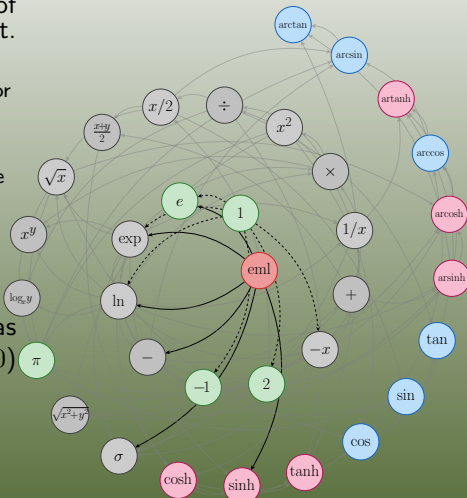 of
t.
or
e
as
0)
arctan
arcsin
artanh
arccos
arcosh
arsinh
tan
sin
cos
tanh
sinh
cosh
σ
√x²+y²
π
logₓ y
x^y
√x
x+y/2
x/2
÷
x²
×
1/x
+
−x
2
−1
−
ln
exp
e
1
eml